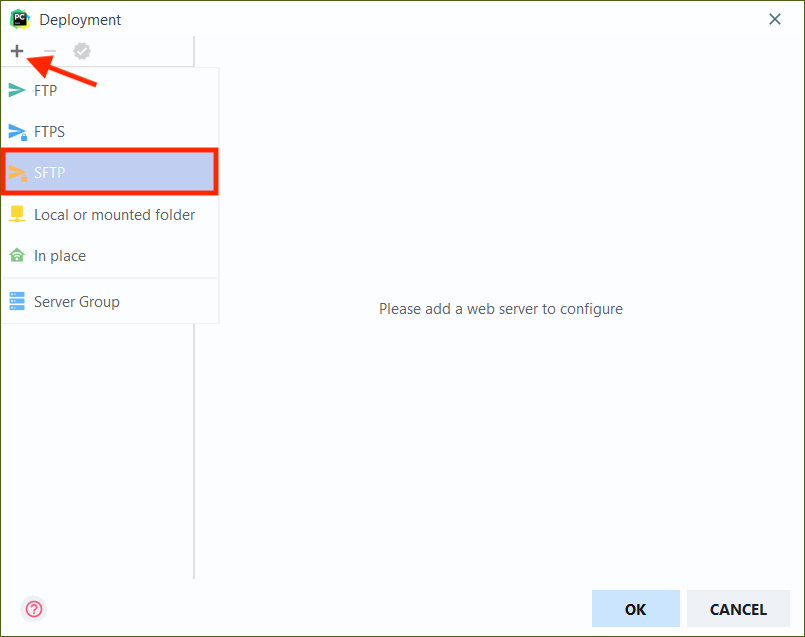 PC
Deployment
FTP
FTPS
SFTP
Local or mounted folder
In place
Server Group
Please add a web server to configure
?
OK
CANCEL